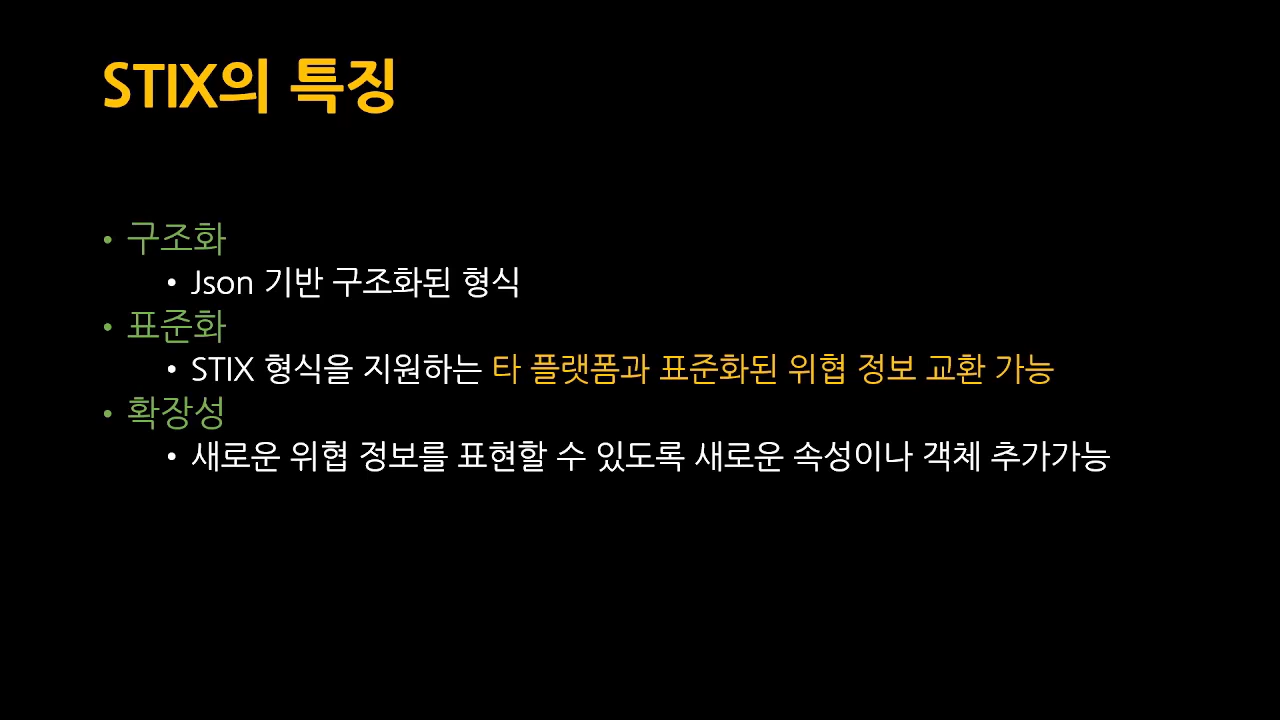 STIX의 특징
• 구조화
• Json 기반 구조화된 형식
• 표준화
• STIX 형식을 지원하는 타 플랫폼과 표준화된 위협 정보 교환 가능
• 확장성
• 새로운 위협 정보를 표현할 수 있도록 새로운 속성이나 객체 추가가능